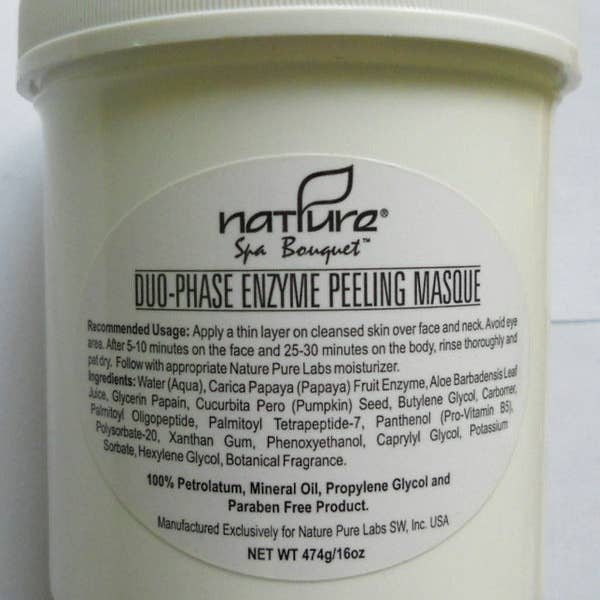 natPure®
Spa Bouquet™
DUO-PHASE ENZYME PEELING MASQUE
Recommended Usage: Apply a thin layer on cleansed skin over face and neck. Avoid eye
area. After 5-10 minutes on the face and 25-30 minutes on the body, rinse thoroughly and
pat dry. Follow with appropriate Nature Pure Labs moisturizer.
Ingredients: Water (Aqua), Carica Papaya (Papaya) Fruit Enzyme, Aloe Barbadensis Leaf
Juice, Glycerin Papain, Cucurbita Pero (Pumpkin) Seed, Butylene Glycol, Carbomer,
Palmitoyl Oligopeptide, Palmitoyl Tetrapeptide-7, Panthenol (Pro-Vitamin B5),
Polysorbate-20, Xanthan Gum, Phenoxyethanol, Caprylyl Glycol, Potassium
Sorbate, Hexylene Glycol, Botanical Fragrance.
100% Petrolatum, Mineral Oil, Propylene Glycol and
Paraben Free Product.
Manufactured Exclusively for Nature Pure Labs SW, Inc. USA
NET WT 474g/16oz